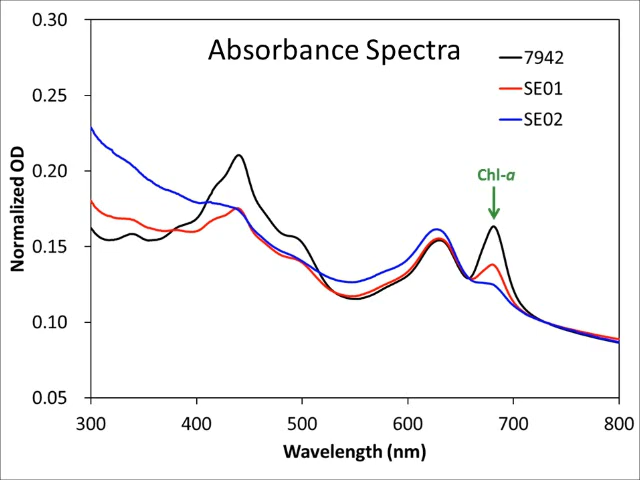 Absorbance Spectra
7942
SE01
SE02
Chl-a
Normalized OD
0.30
0.25
0.20
0.15
0.10
0.05
300 400 500 600 700 800
Wavelength (nm)